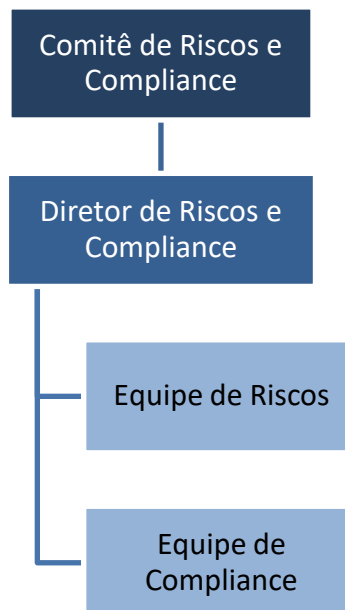 Comitê de Riscos e
Compliance
Diretor de Riscos e
Compliance
Equipe de Riscos
Equipe de
Compliance